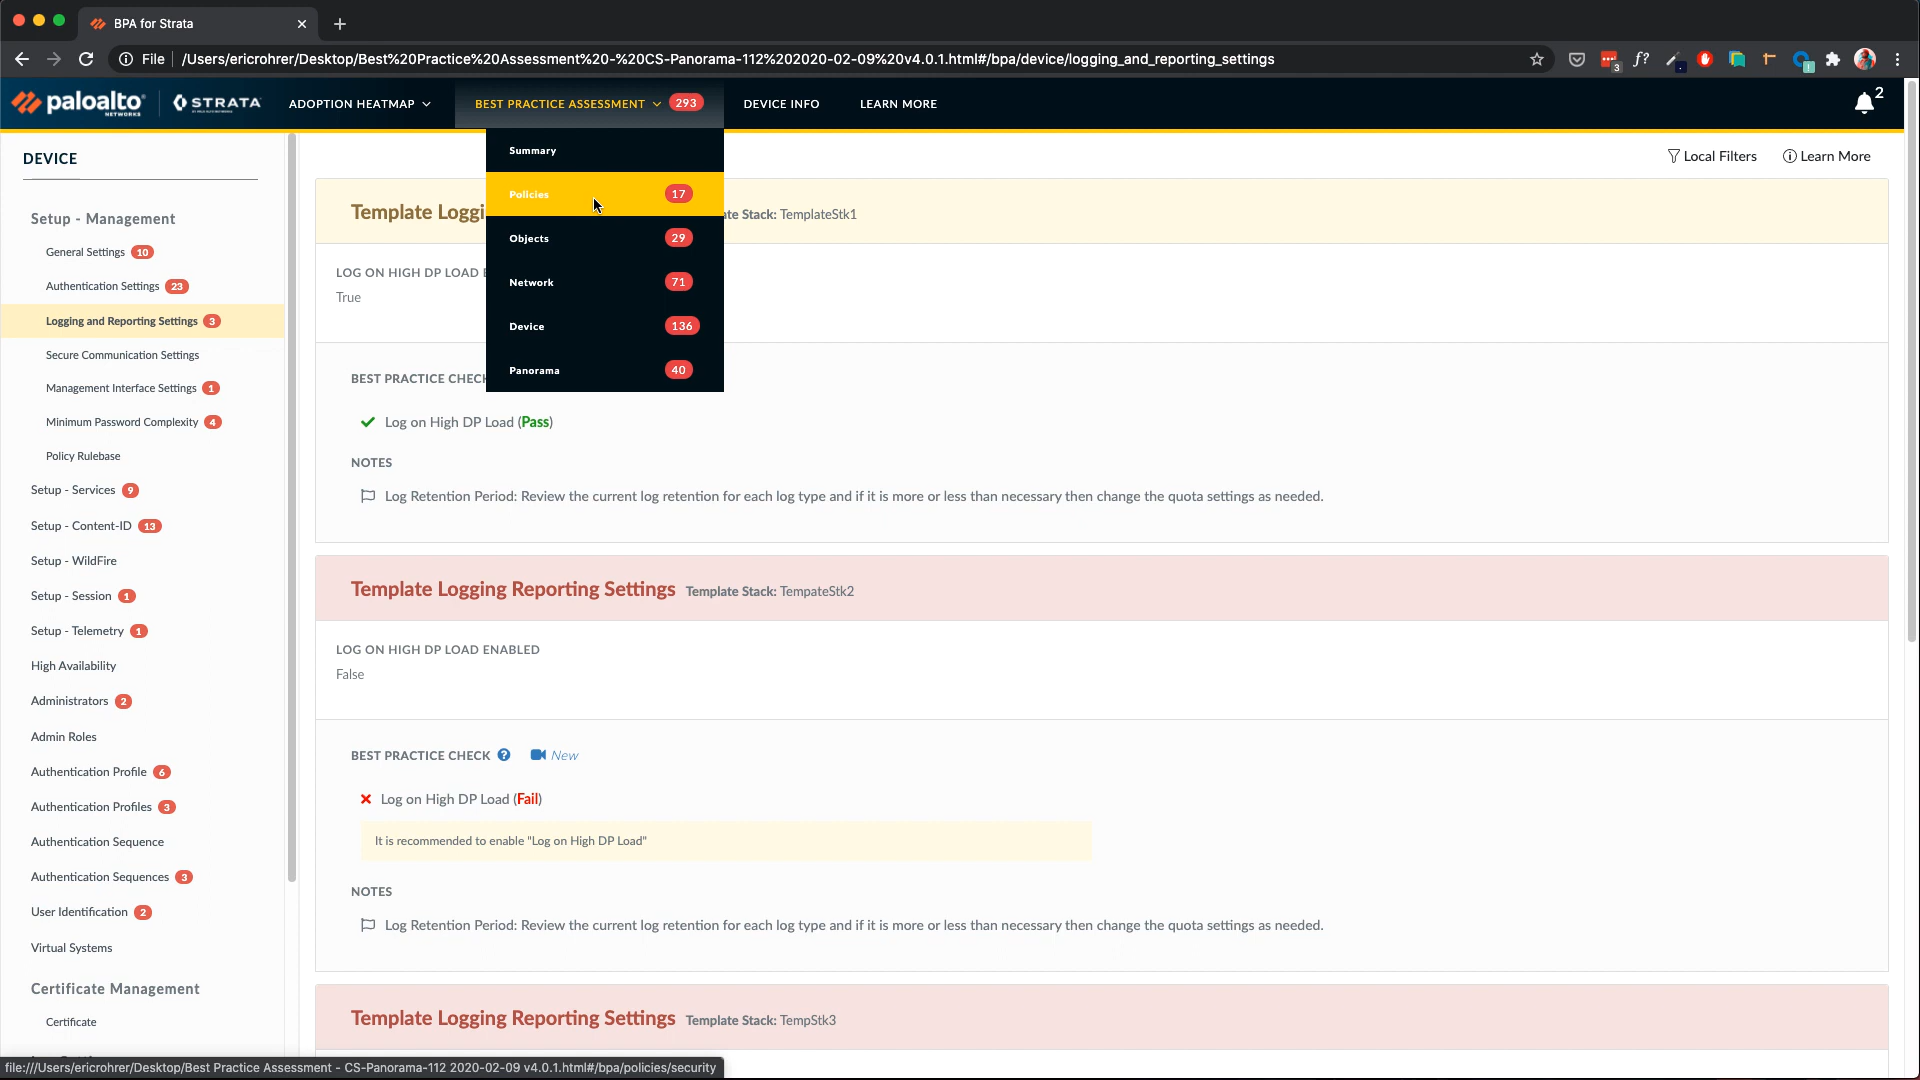 BPA for Strata
File
/Users/ericrohrer/Desktop/Best%20Practice%20Assessment%20-%20CS-Panorama-112%202020-02-09%20v4.0.1.html#/bpa/device/logging_and_reporting_settings
3
f?
paloalto
NETWORKS
STRATA
BY PALO ALTO NETWORKS
ADOPTION HEATMAP
BEST PRACTICE ASSESSMENT 293
DEVICE INFO
LEARN MORE
2
Summary
Policies 17
Objects 29
Network 71
Device 136
Panorama 40
DEVICE
Setup - Management
General Settings 10
Authentication Settings 23
Logging and Reporting Settings 3
Secure Communication Settings
Management Interface Settings 1
Minimum Password Complexity 4
Policy Rulebase
Setup - Services 9
Setup - Content-ID 13
Setup - WildFire
Setup - Session 1
Setup - Telemetry 1
High Availability
Administrators 2
Admin Roles
Authentication Profile 6
Authentication Profiles 3
Authentication Sequence
Authentication Sequences 3
User Identification 2
Virtual Systems
Certificate Management
Certificate
Local Filters
Learn More
Template Loggi
te Stack: TemplateStk1
LOG ON HIGH DP LOAD E
True
BEST PRACTICE CHECK
Log on High DP Load (Pass)
NOTES
Log Retention Period: Review the current log retention for each log type and if it is more or less than necessary then change the quota settings as needed.
Template Logging Reporting Settings Template Stack: TempateStk2
LOG ON HIGH DP LOAD ENABLED
False
BEST PRACTICE CHECK ? New
Log on High DP Load (Fail)
It is recommended to enable "Log on High DP Load"
NOTES
Log Retention Period: Review the current log retention for each log type and if it is more or less than necessary then change the quota settings as needed.
Template Logging Reporting Settings Template Stack: TempStk3
file:///Users/ericrohrer/Desktop/Best Practice Assessment - CS-Panorama-112 2020-02-09 v4.0.1.html#/bpa/policies/security